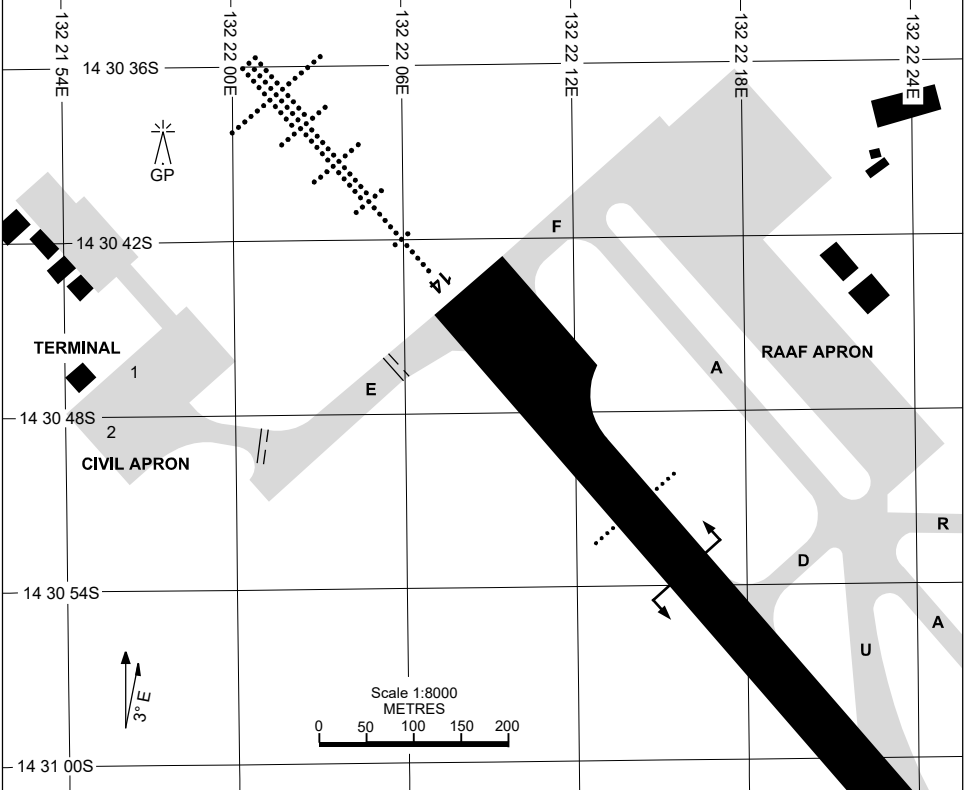 132 21 54E
132 22 00E
132 22 06E
132 22 12E
132 22 18E
132 22 24E
14 30 36S
GP
F
14 30 42S
14
TERMINAL
1
RAAF APRON
A
E
14 30 48S
2
CIVIL APRON
R
D
14 30 54S
A
U
3° E
Scale 1:8000
METRES
0 50 100 150 200
14 31 00S